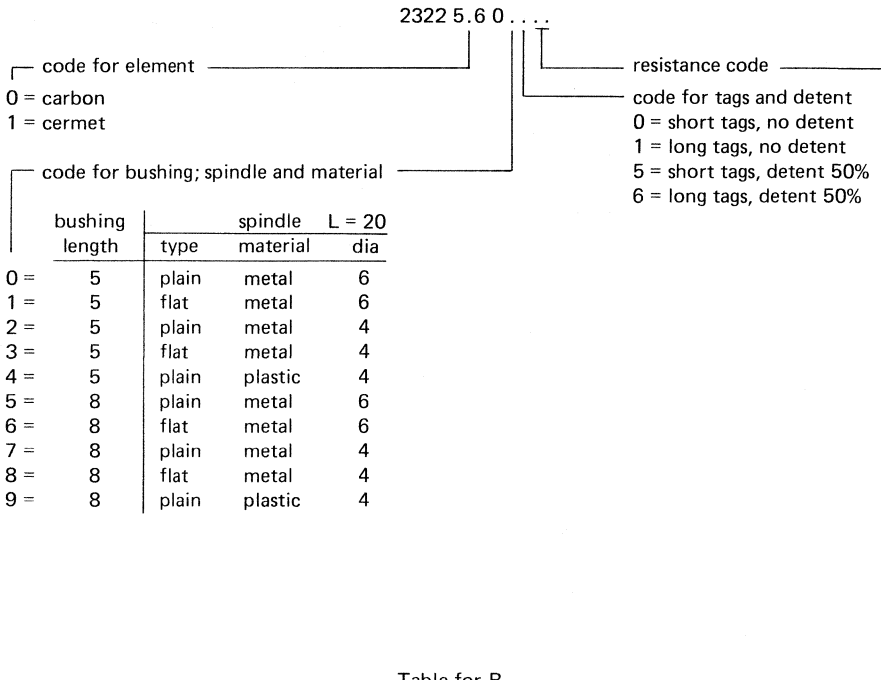 2322 5.6 0 . . . .
code for element
0 = carbon
1 = cermet
resistance code
code for tags and detent
0 = short tags, no detent
1 = long tags, no detent
5 = short tags, detent 50%
6 = long tags, detent 50%
code for bushing; spindle and material
bushing spindle L = 20
length type material dia
0 = 5 plain metal 6
1 = 5 flat metal 6
2 = 5 plain metal 4
3 = 5 flat metal 4
4 = 5 plain plastic 4
5 = 8 plain metal 6
6 = 8 flat metal 6
7 = 8 plain metal 4
8 = 8 flat metal 4
9 = 8 plain plastic 4
Table for R